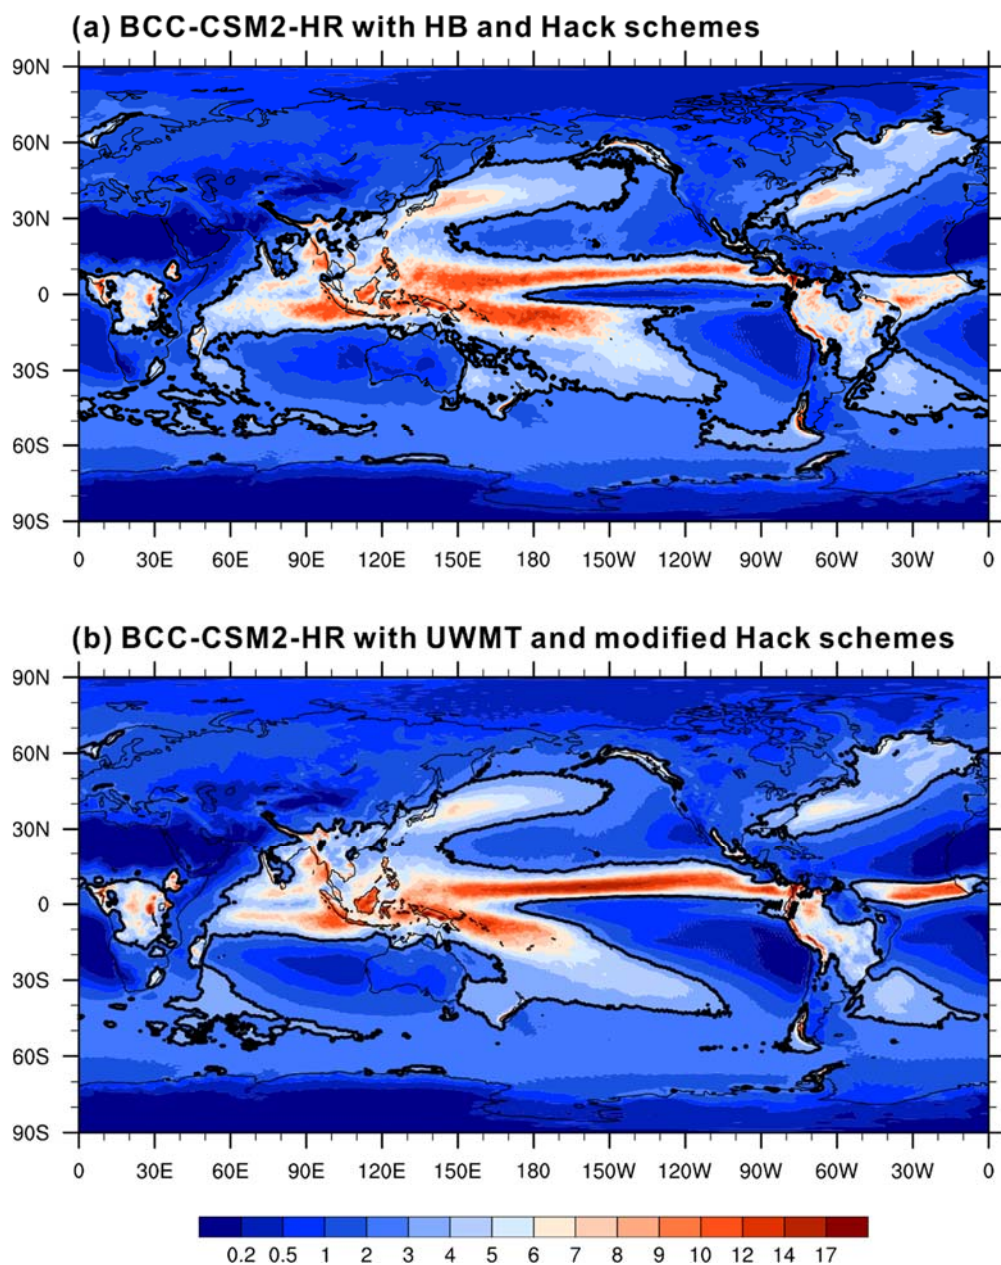 (a) BCC-CSM2-HR with HB and Hack schemes
90N
60N
30N
0
30S
60S
90S
0 30E 60E 90E 120E 150E 180 150W 120W 90W 60W 30W 0
(b) BCC-CSM2-HR with UWMT and modified Hack schemes
90N
60N
30N
0
30S
60S
90S
0 30E 60E 90E 120E 150E 180 150W 120W 90W 60W 30W 0
0.2 0.5 1 2 3 4 5 6 7 8 9 10 12 14 17